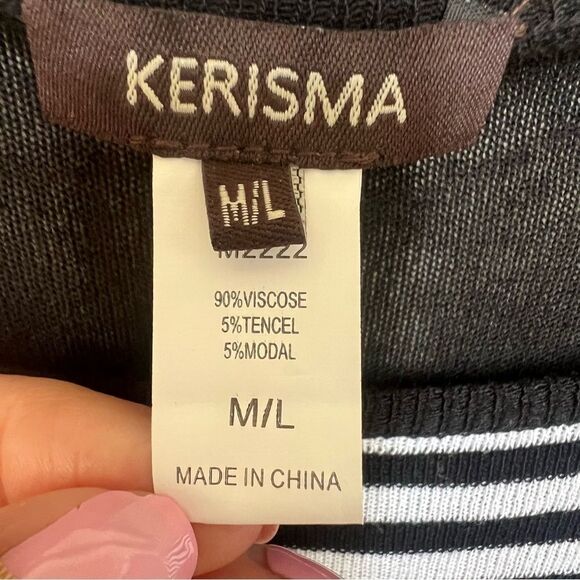 KERISMA
M/L
M2222
90%VISCOSE
5%TENCEL
5%MODAL
M/L
MADE IN CHINA